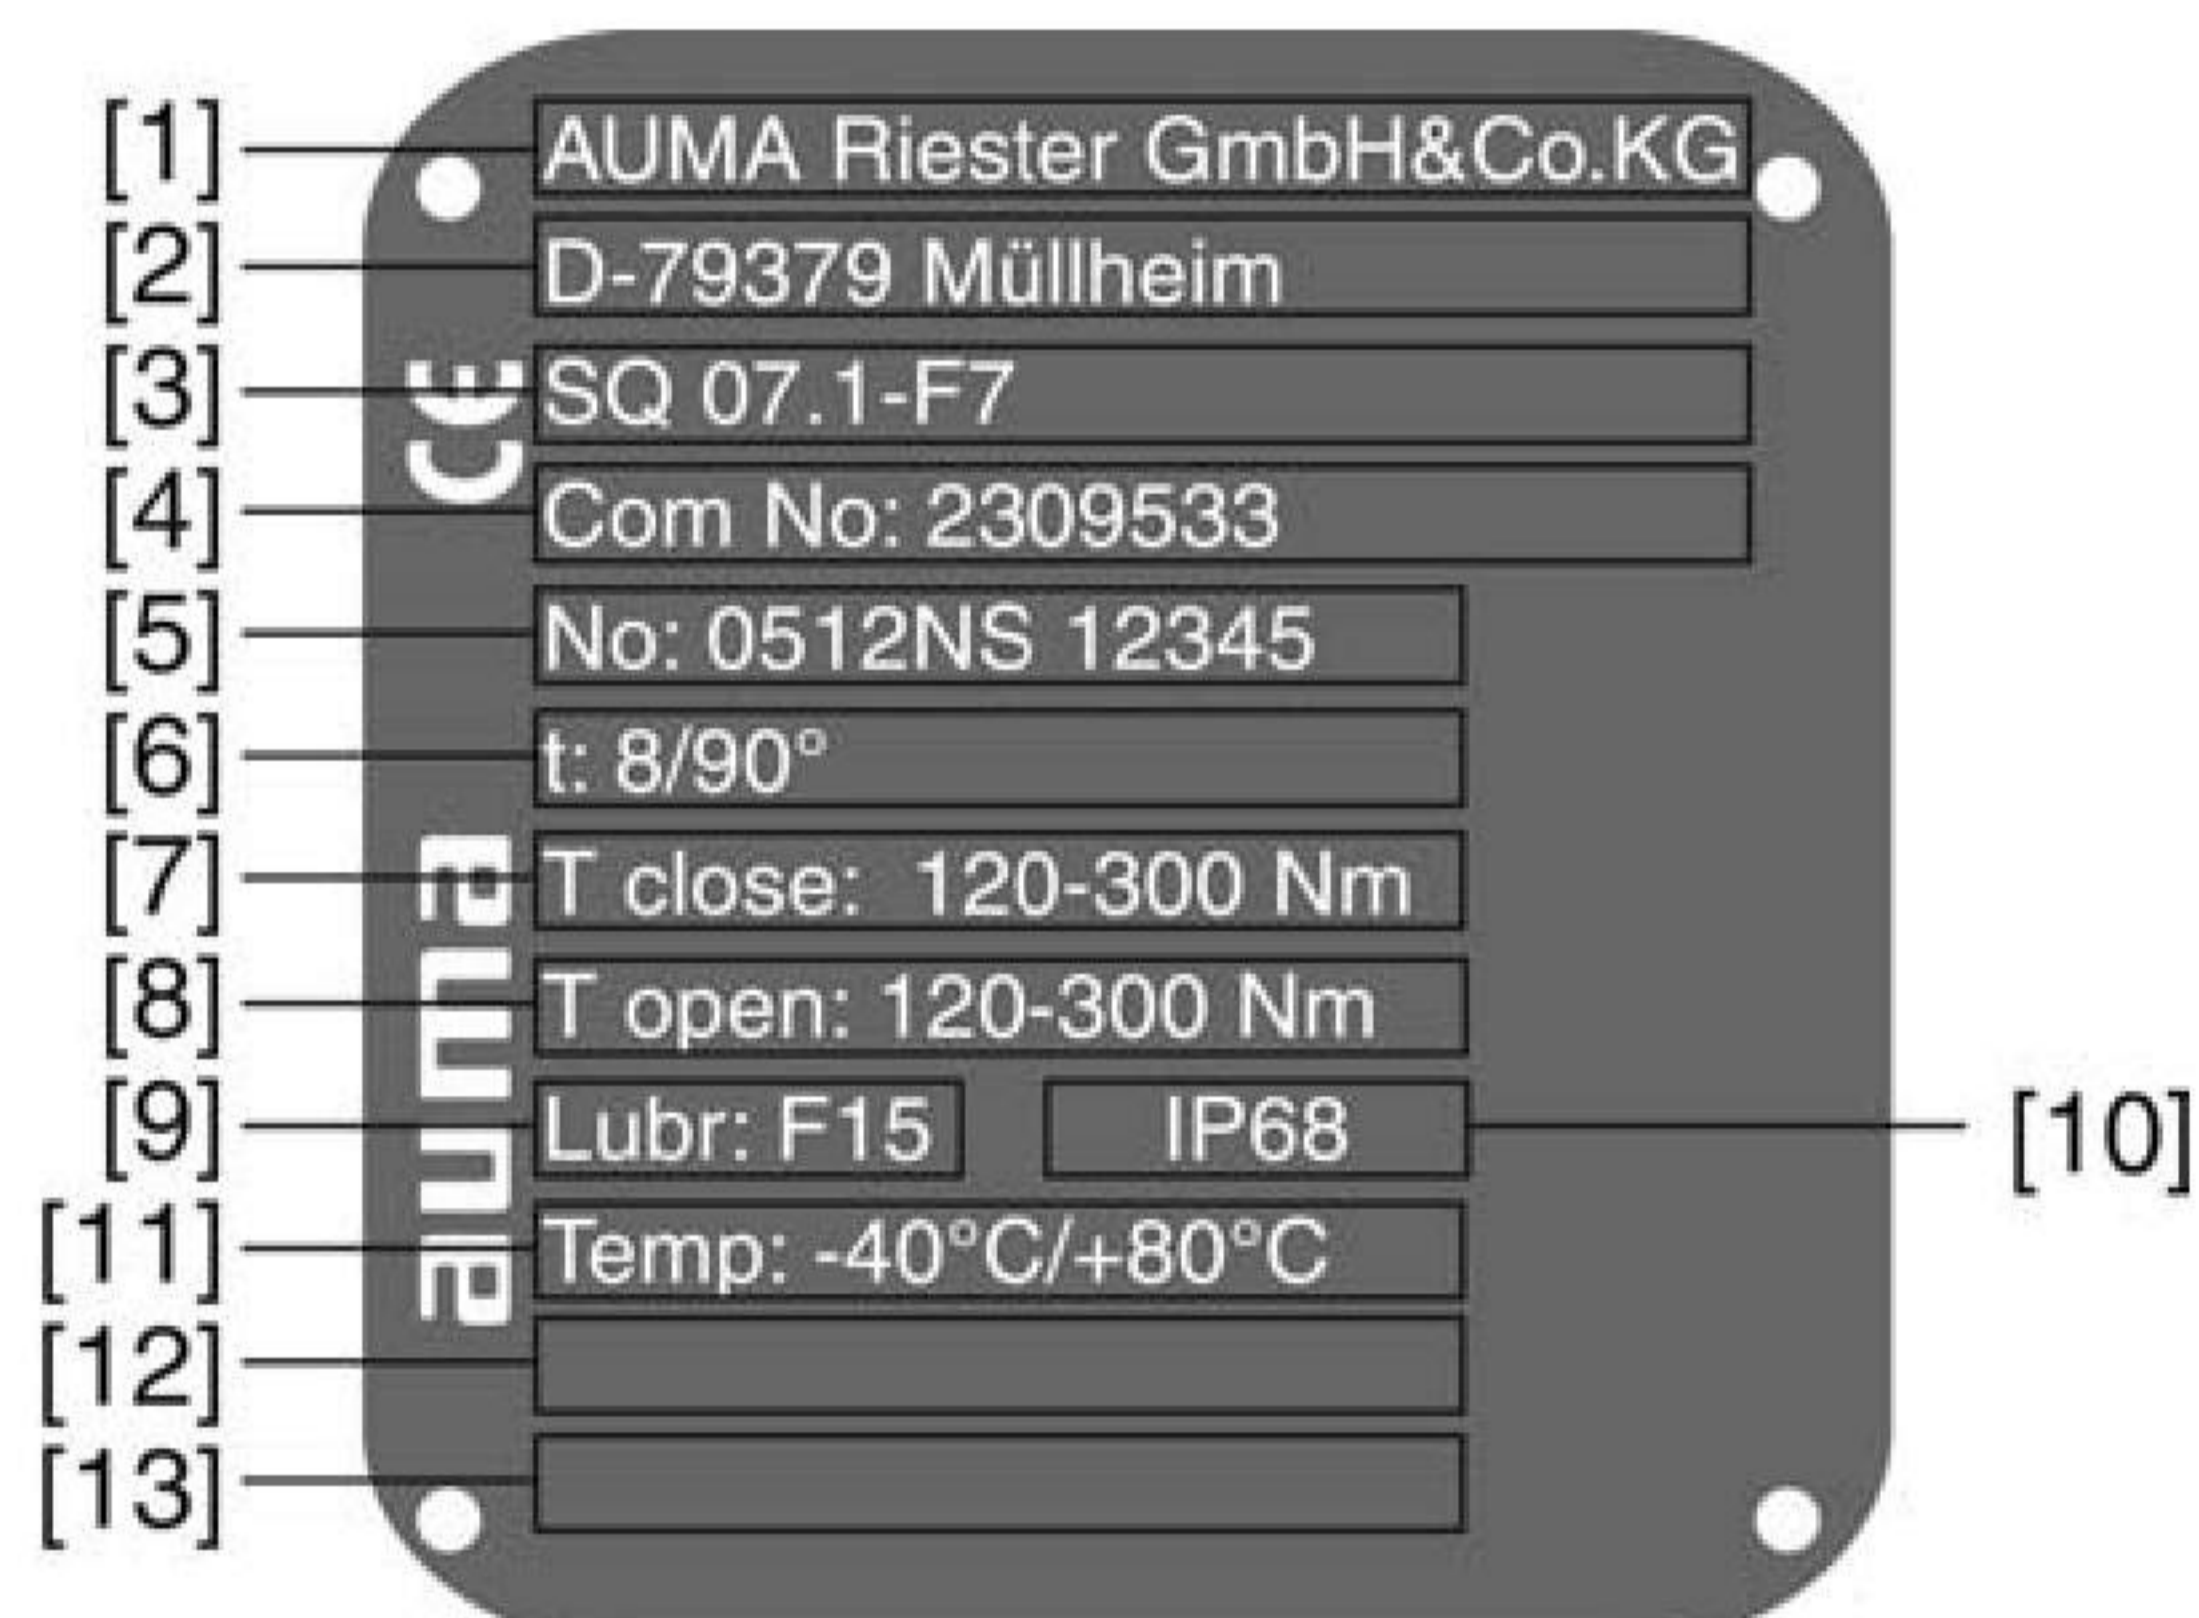 [1] AUMA Riester GmbH&Co.KG
[2] D-79379 Müllheim
[3] SQ 07.1-F7
[4] Com No: 2309533
[5] No: 0512NS 12345
[6] t: 8/90°
[7] T close: 120-300 Nm
[8] T open: 120-300 Nm
[9] Lubr: F15 IP68 [10]
[11] Temp: -40°C/+80°C
[12]
[13]
CE
auma